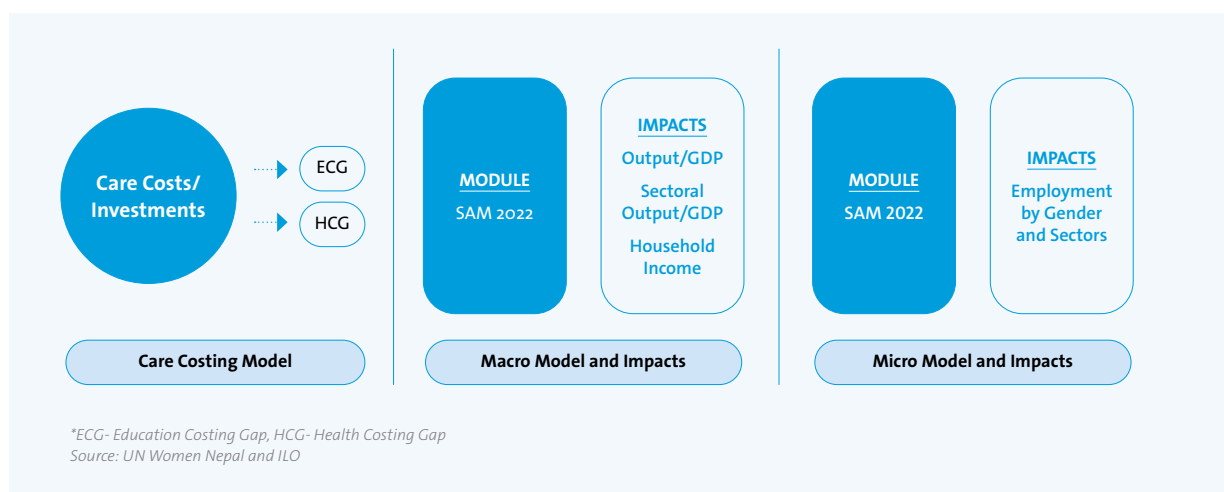 Care Costs/
Investments
ECG
HCG
Care Costing Model
MODULE
SAM 2022
IMPACTS
Output/GDP
Sectoral
Output/GDP
Household
Income
Macro Model and Impacts
MODULE
SAM 2022
IMPACTS
Employment
by Gender
and Sectors
Micro Model and Impacts
*ECG- Education Costing Gap, HCG- Health Costing Gap
Source: UN Women Nepal and ILO